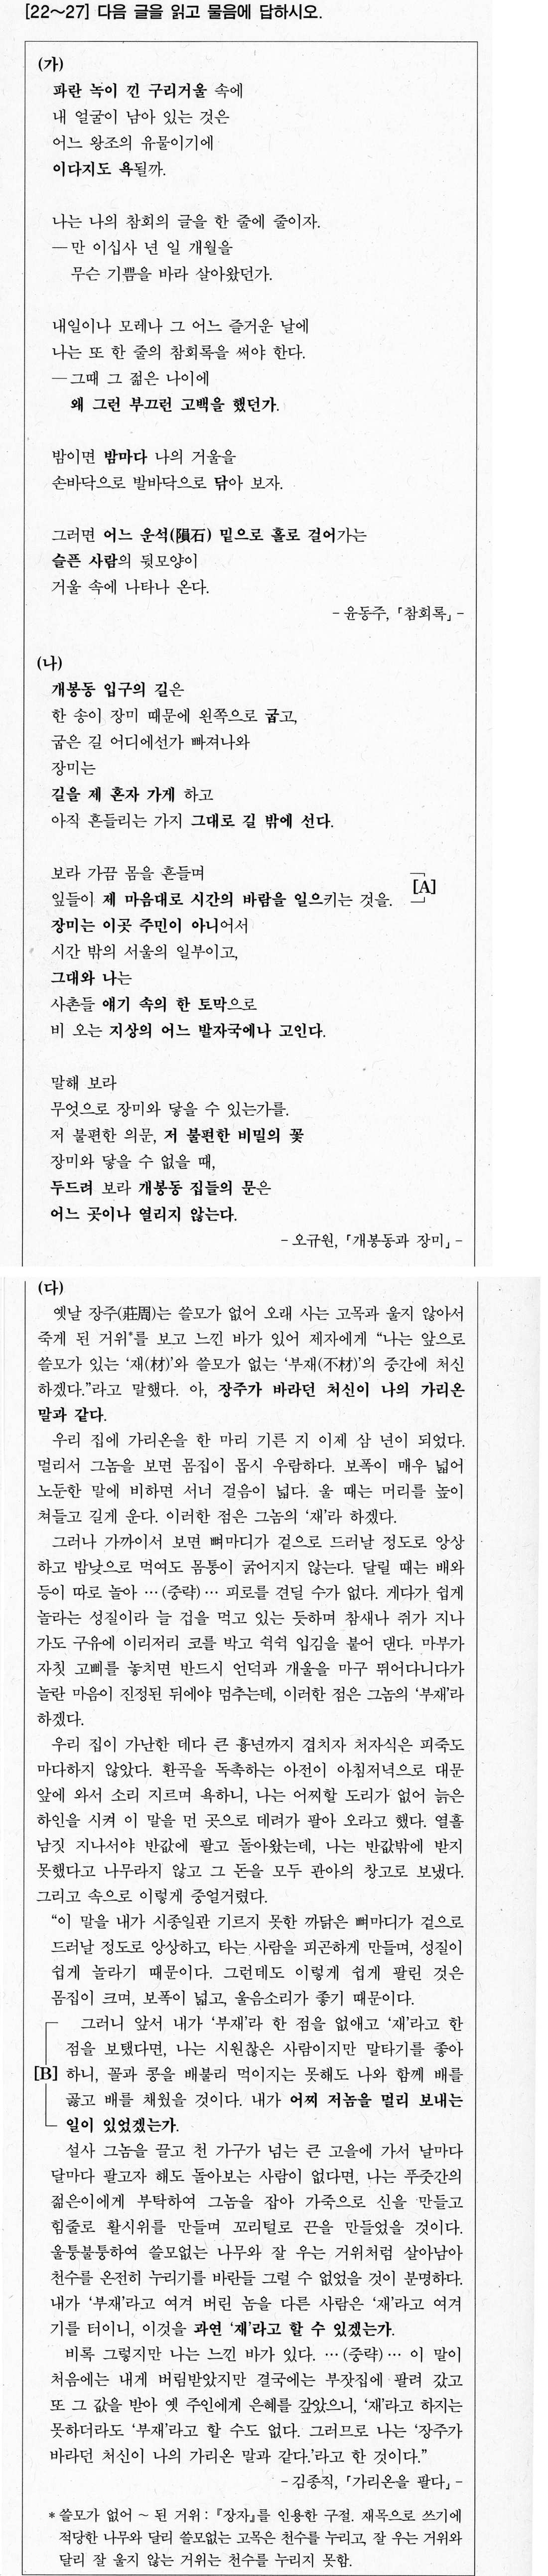 [22～27] 다음 글을 읽고 물음에 답하시오.
(가)
파란 녹이 낀 구리거울 속에
내 얼굴이 남아 있는 것은
어느 왕조의 유물이기에
이다지도 욕될까.
나는 나의 참회의 글을 한 줄에 줄이자.
― 만 이십사 년 일 개월을
무슨 기쁨을 바라 살아왔던가.
내일이나 모레나 그 어느 즐거운 날에
나는 또 한 줄의 참회록을 써야 한다.
― 그때 그 젊은 나이에
왜 그런 부끄런 고백을 했던가.
밤이면 밤마다 나의 거울을
손바닥으로 발바닥으로 닦아 보자.
그러면 어느 운석(隕石) 밑으로 홀로 걸어가는
슬픈 사람의 뒷모양이
거울 속에 나타나 온다.
- 윤동주, 「참회록」 -
(나)
개봉동 입구의 길은
한 송이 장미 때문에 왼쪽으로 굽고,
굽은 길 어디에선가 빠져나와
장미는
길을 제 혼자 가게 하고
아직 흔들리는 가지 그대로 길 밖에 선다.
보라 가끔 몸을 흔들며
잎들이 제 마음대로 시간의 바람을 일으키는 것을. [A]
장미는 이곳 주민이 아니어서
시간 밖의 서울의 일부이고,
그대와 나는
사촌들 얘기 속의 한 토막으로
비 오는 지상의 어느 발자국에나 고인다.
말해 보라
무엇으로 장미와 닿을 수 있는가를.
저 불편한 의문, 저 불편한 비밀의 꽃
장미와 닿을 수 없을 때,
두드려 보라 개봉동 집들의 문은
어느 곳이나 열리지 않는다.
- 오규원, 「개봉동과 장미」 -
(다)
옛날 장주(莊周)는 쓸모가 없어 오래 사는 고목과 울지 않아서
죽게 된 거위*를 보고 느낀 바가 있어 제자에게 “나는 앞으로
쓸모가 있는 ‘재(材)’와 쓸모가 없는 ‘부재(不材)’의 중간에 처신
하겠다.”라고 말했다. 아, 장주가 바라던 처신이 나의 가리온
말과 같다.
우리 집에 가리온을 한 마리 기른 지 이제 삼 년이 되었다.
멀리서 그놈을 보면 몸집이 몹시 우람하다. 보폭이 매우 넓어
노둔한 말에 비하면 서너 걸음이 넓다. 울 때는 머리를 높이
쳐들고 길게 운다. 이러한 점은 그놈의 ‘재’라 하겠다.
그러나 가까이서 보면 뼈마디가 겉으로 드러날 정도로 앙상
하고 밤낮으로 먹여도 몸통이 굵어지지 않는다. 달릴 때는 배와
등이 따로 놀아 …(중략)… 피로를 견딜 수가 없다. 게다가 쉽게
놀라는 성질이라 늘 겁을 먹고 있는 듯하며 참새나 쥐가 지나
가도 구유에 이리저리 코를 박고 쉭쉭 입김을 불어 댄다. 마부가
자칫 고삐를 놓치면 반드시 언덕과 개울을 마구 뛰어다니다가
놀란 마음이 진정된 뒤에야 멈추는데, 이러한 점은 그놈의 ‘부재’라
하겠다.
우리 집이 가난한 데다 큰 흉년까지 겹치자 처자식은 피죽도
마다하지 않았다. 환곡을 독촉하는 아전이 아침저녁으로 대문
앞에 와서 소리 지르며 욕하니, 나는 어찌할 도리가 없어 늙은
하인을 시켜 이 말을 먼 곳으로 데려가 팔아 오라고 했다. 열흘
남짓 지나서야 반값에 팔고 돌아왔는데, 나는 반값밖에 받지
못했다고 나무라지 않고 그 돈을 모두 관아의 창고로 보냈다.
그리고 속으로 이렇게 중얼거렸다.
“이 말을 내가 시종일관 기르지 못한 까닭은 뼈마디가 겉으로
드러날 정도로 앙상하고, 타는 사람을 피곤하게 만들며, 성질이
쉽게 놀라기 때문이다. 그런데도 이렇게 쉽게 팔린 것은
몸집이 크며, 보폭이 넓고, 울음소리가 좋기 때문이다.
그러니 앞서 내가 ‘부재’라 한 점을 없애고 ‘재’라고 한
점을 보탰다면, 나는 시원찮은 사람이지만 말타기를 좋아
[B] 하니, 꼴과 콩을 배불리 먹이지는 못해도 나와 함께 배를
곯고 배를 채웠을 것이다. 내가 어찌 저놈을 멀리 보내는
일이 있었겠는가.
설사 그놈을 끌고 천 가구가 넘는 큰 고을에 가서 날마다
달마다 팔고자 해도 돌아보는 사람이 없다면, 나는 푸줏간의
젊은이에게 부탁하여 그놈을 잡아 가죽으로 신을 만들고
힘줄로 활시위를 만들며 꼬리털로 끈을 만들었을 것이다.
울퉁불퉁하여 쓸모없는 나무와 잘 우는 거위처럼 살아남아
천수를 온전히 누리기를 바란들 그럴 수 없었을 것이 분명하다.
내가 ‘부재’라고 여겨 버린 놈을 다른 사람은 ‘재’라고 여겨
기를 터이니, 이것을 과연 ‘재’라고 할 수 있겠는가.
비록 그렇지만 나는 느낀 바가 있다. …(중략)… 이 말이
처음에는 내게 버림받았지만 결국에는 부잣집에 팔려 갔고
또 그 값을 받아 옛 주인에게 은혜를 갚았으니, ‘재’라고 하지는
못하더라도 ‘부재’라고 할 수도 없다. 그러므로 나는 ‘장주가
바라던 처신이 나의 가리온 말과 같다.’라고 한 것이다.”
- 김종직, 「가리온을 팔다」 -
* 쓸모가 없어 ~ 된 거위 : 『장자』를 인용한 구절. 재목으로 쓰기에
적당한 나무와 달리 쓸모없는 고목은 천수를 누리고, 잘 우는 거위와
달리 잘 울지 않는 거위는 천수를 누리지 못함.